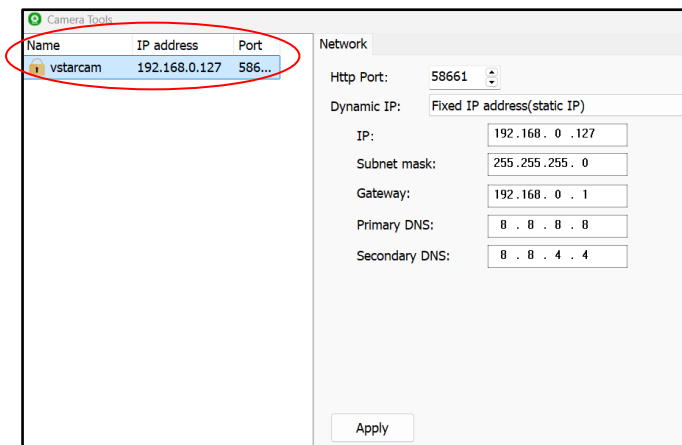 Camera Tools
Name IP address Port
vstarcam 192.168.0.127 586...
Network
Http Port: 58661
Dynamic IP: Fixed IP address(static IP)
IP: 192.168. 0 .127
Subnet mask: 255.255.255. 0
Gateway: 192.168. 0 . 1
Primary DNS: 8 . 8 . 8 . 8
Secondary DNS: 8 . 8 . 4 . 4
Apply